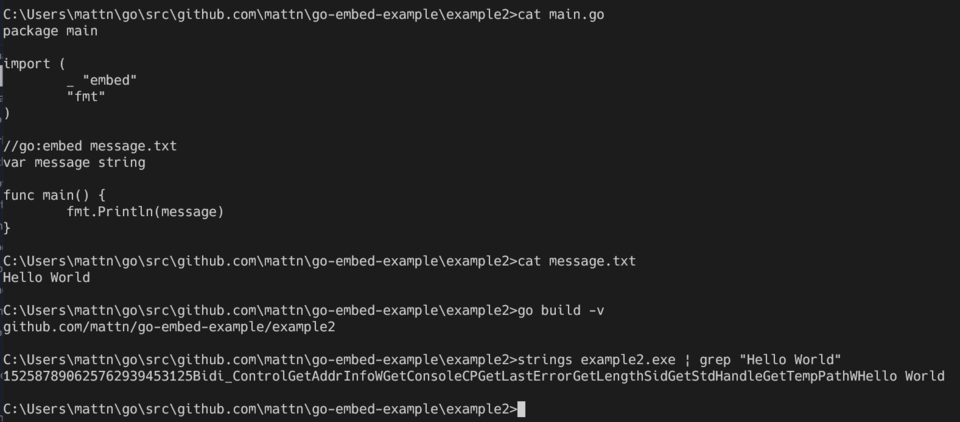 C:\Users\mattn\go\src\github.com\mattn\go-embed-example\example2>cat main.go
package main
import (
        _ "embed"
        "fmt"
)
//go:embed message.txt
var message string
func main() {
        fmt.Println(message)
}
C:\Users\mattn\go\src\github.com\mattn\go-embed-example\example2>cat message.txt
Hello World
C:\Users\mattn\go\src\github.com\mattn\go-embed-example\example2>go build -v
github.com/mattn/go-embed-example/example2
C:\Users\mattn\go\src\github.com\mattn\go-embed-example\example2>strings example2.exe ¦ grep "Hello World"
152587890625762939453125Bidi_ControlGetAddrInfoWGetConsoleCPGetLastErrorGetLengthSidGetStdHandleGetTempPathWHello World
C:\Users\mattn\go\src\github.com\mattn\go-embed-example\example2>